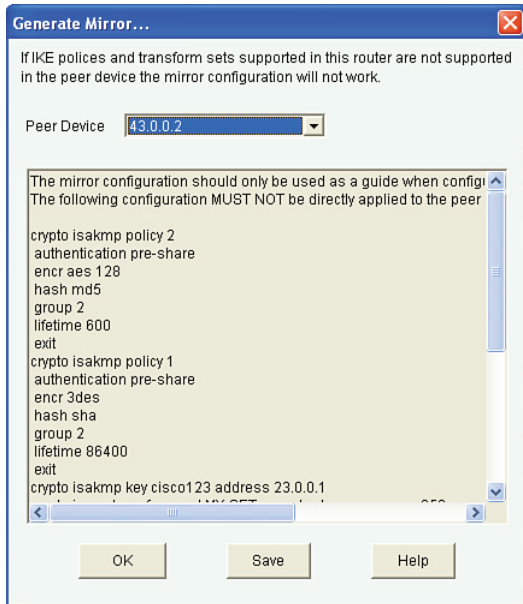 Generate Mirror...
If IKE polices and transform sets supported in this router are not supported
in the peer device the mirror configuration will not work.
Peer Device 43.0.0.2
The mirror configuration should only be used as a guide when
The following configuration MUST NOT be directly applied to the peer
crypto isakmp policy 2
authentication pre-share
encr aes 128
hash md5
group 2
lifetime 600
exit
crypto isakmp policy 1
authentication pre-share
encr 3des
hash sha
group 2
lifetime 86400
exit
crypto isakmp key cisco123 address 23.0.0.1
OK Save Help